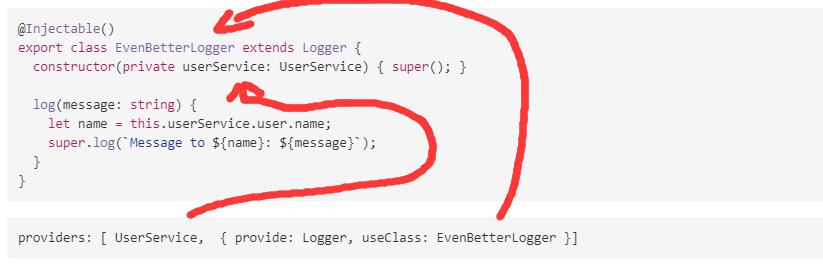 @Injectable()
export class EvenBetterLogger extends Logger {
constructor(private userService: UserService) { super(); }
log(message: string) {
let name = this.userService.user.name;
super.log(`Message to ${name}: ${message}`);
}
}
providers: [ UserService, { provide: Logger, useClass: EvenBetterLogger }]